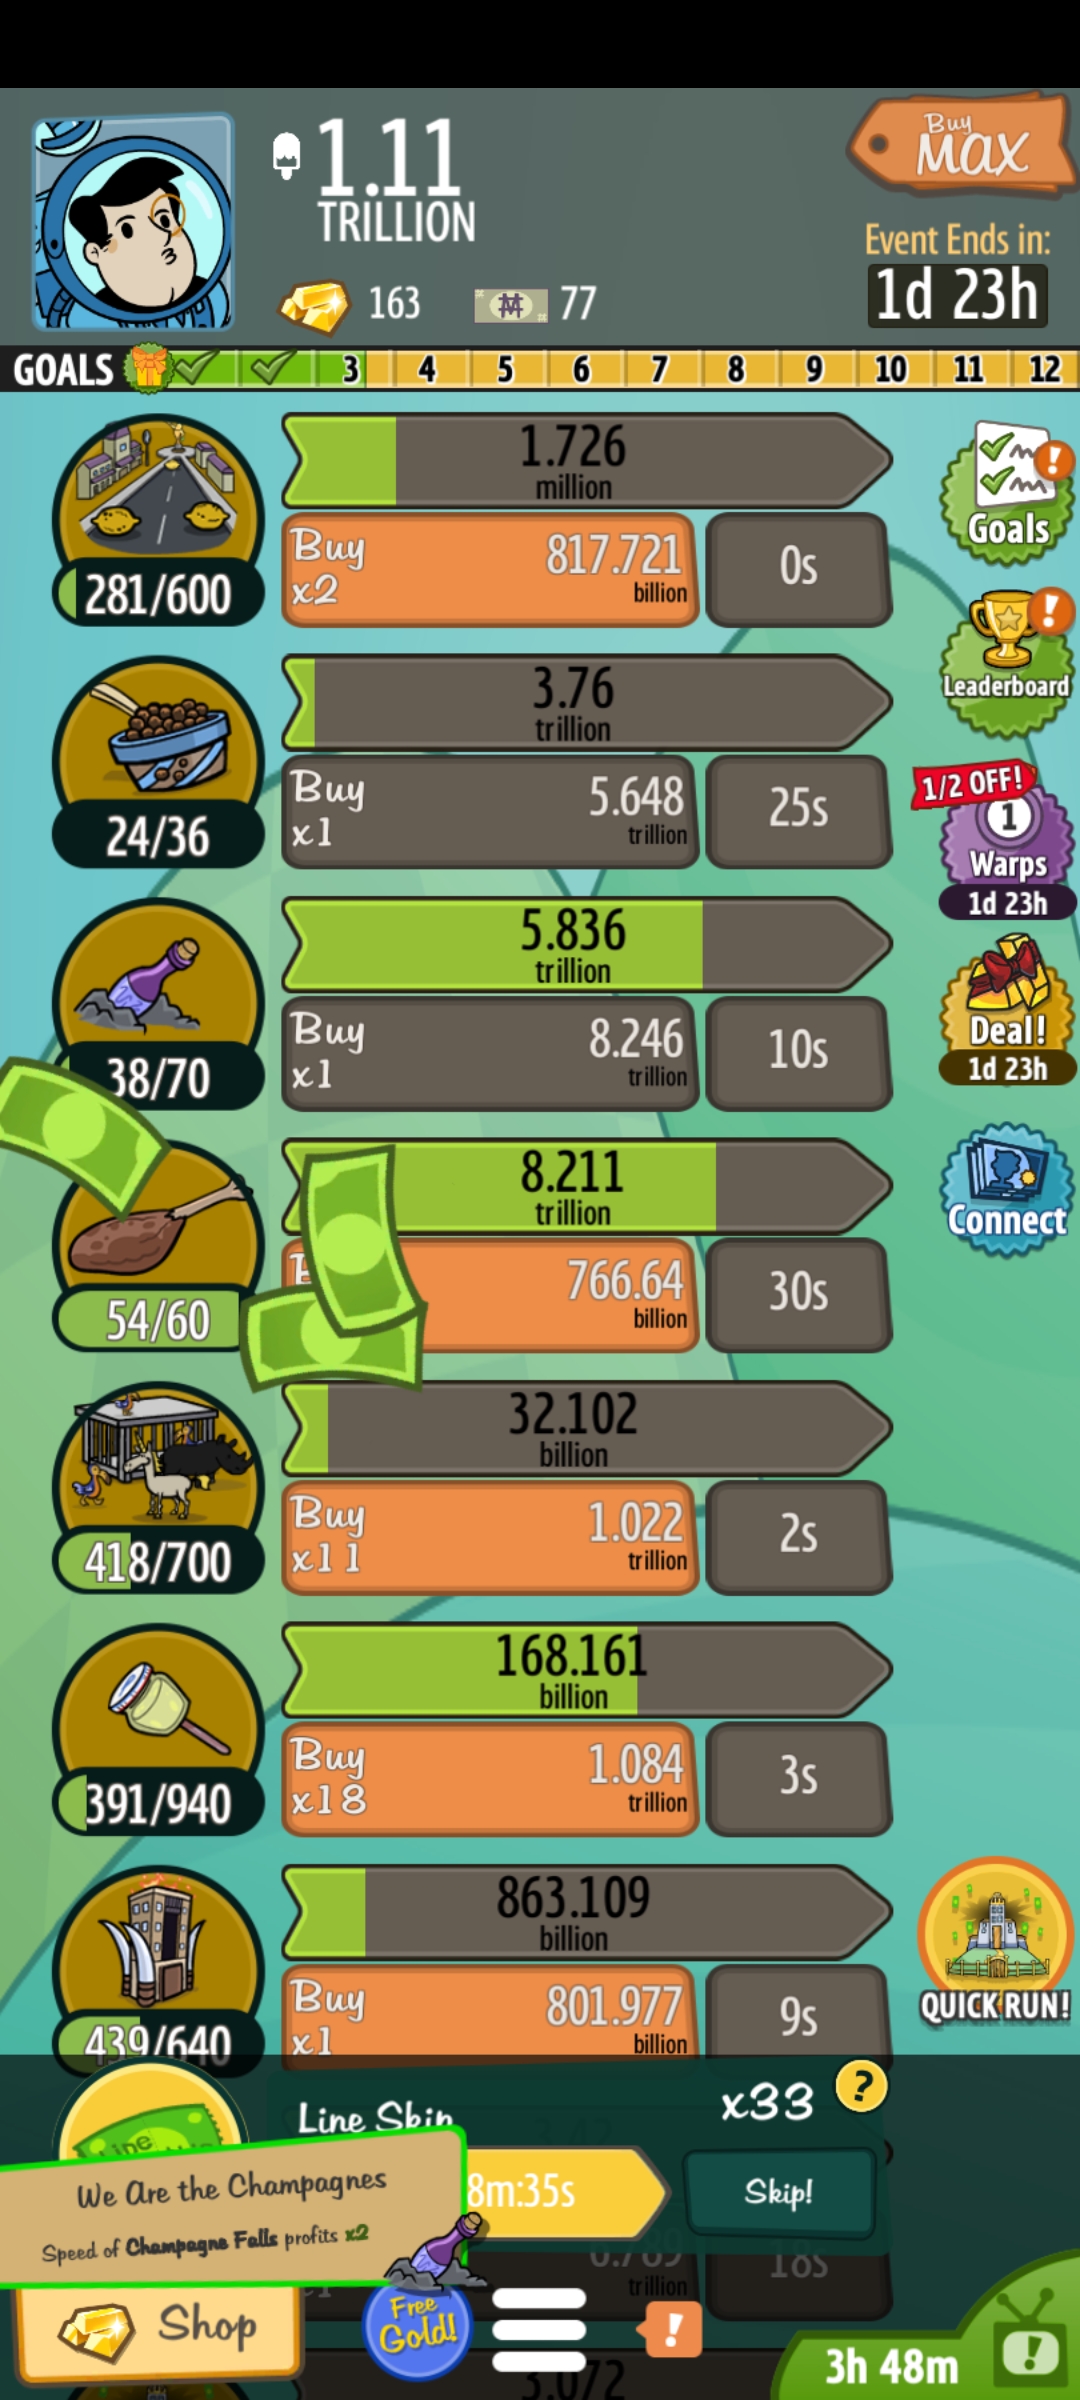 1.11
TRILLION
Buy
MAX
Event Ends in:
1d 23h
163
77
GOALS 3 4 5 6 7 8 9 10 11 12
1.726
million
Buy
x2
817.721
billion
0s
281/600
Goals
3.76
trillion
Buy
x1
5.648
trillion
25s
24/36
Leaderboard
1/2 OFF!
1
Warps
1d 23h
5.836
trillion
Buy
x1
8.246
trillion
10s
38/70
Deal!
1d 23h
8.211
trillion
766.64
billion
30s
54/60
Connect
32.102
billion
Buy
x11
1.022
trillion
2s
418/700
168.161
billion
Buy
x18
1.084
trillion
3s
391/940
863.109
billion
Buy
x1
801.977
billion
9s
439/640
QUICK RUN!
Line Skip
x33
?
8m:35s
Skip!
We Are the Champagnes
Speed of Champagne Falls profits x2
6.789
trillion
18s
Shop
Free
Gold!
!
3.072
3h 48m
!